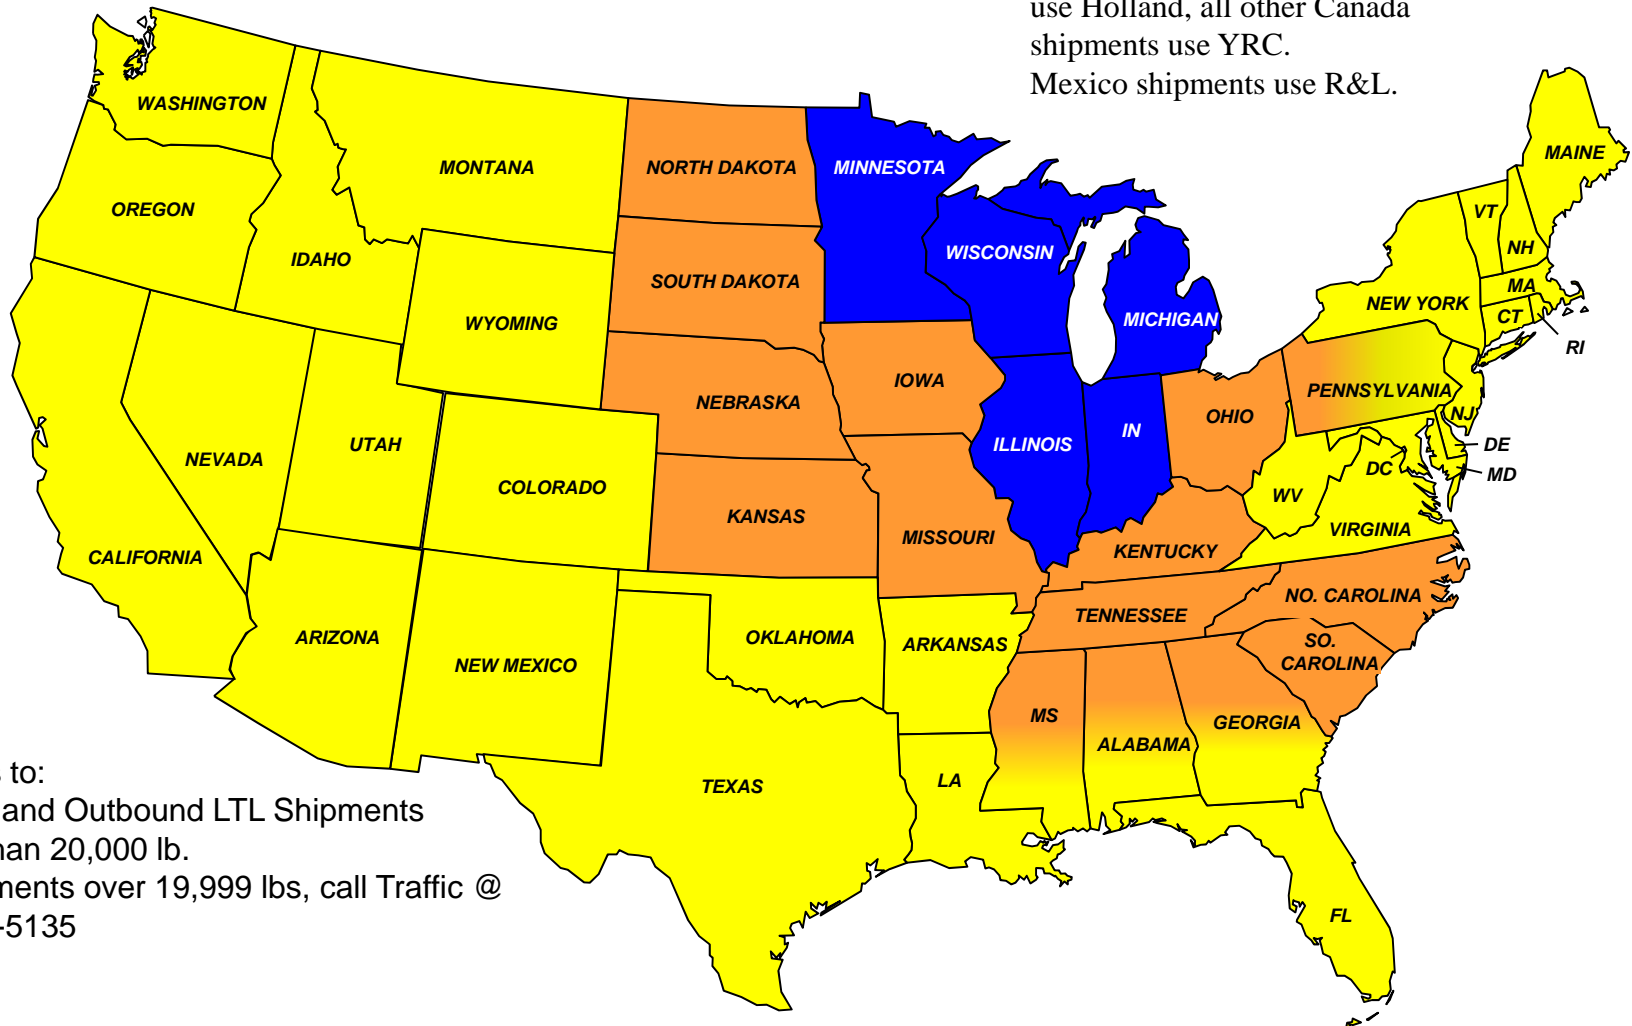 use Holland, all other Canada
shipments use YRC.
Mexico shipments use R&L.
WASHINGTON
MONTANA
NORTH DAKOTA
MINNESOTA
MAINE
OREGON
VT
IDAHO
NH
WISCONSIN
SOUTH DAKOTA
MA
NEW YORK
WYOMING
MICHIGAN
CT
RI
IOWA
PENNSYLVANIA
NEBRASKA
OHIO
NJ
UTAH
IN
ILLINOIS
DE
NEVADA
DC
MD
COLORADO
WV
KANSAS
VIRGINIA
MISSOURI
CALIFORNIA
KENTUCKY
NO. CAROLINA
TENNESSEE
ARIZONA
OKLAHOMA
ARKANSAS
SO.
CAROLINA
NEW MEXICO
MS
GEORGIA
ALABAMA
LA
TEXAS
to:
and Outbound LTL Shipments
20,000 lb.
over 19,999 lbs, call Traffic @
-5135
FL